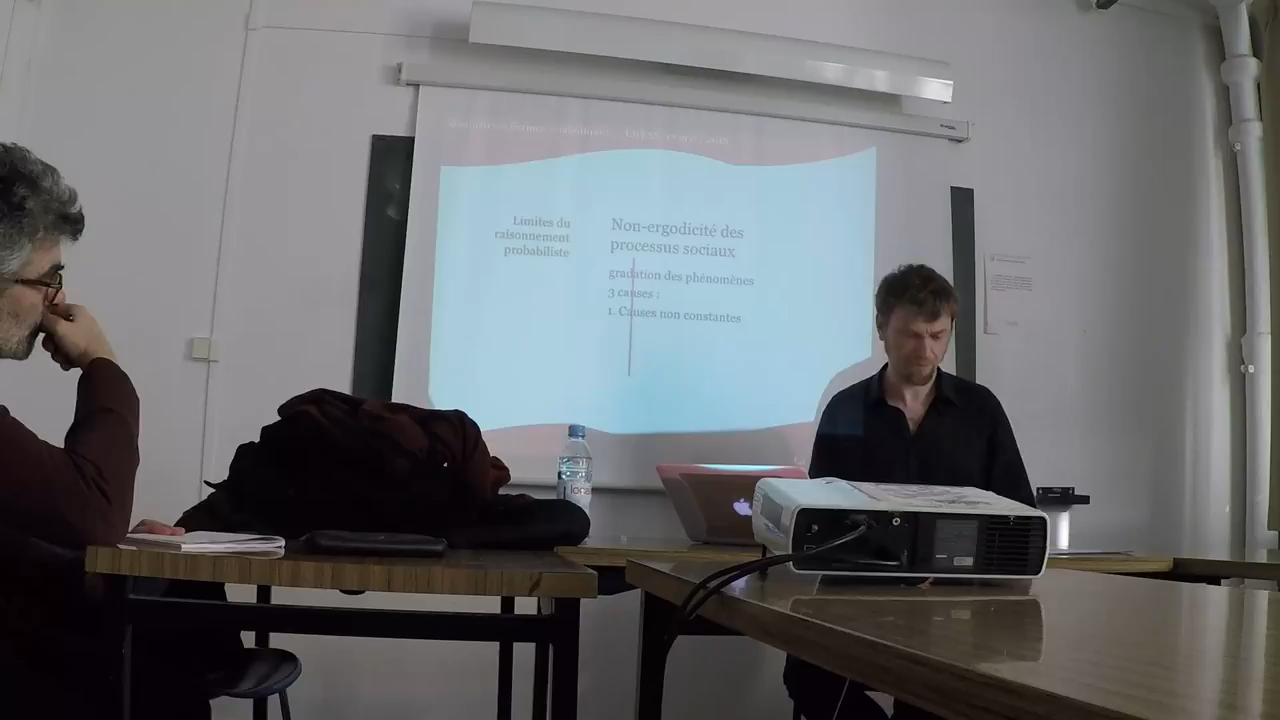 Limites du
raisonnement
probabiliste
Non-ergodicité des
processus sociaux
gradation des phénomènes
3 causes :
1. Causes non constantes